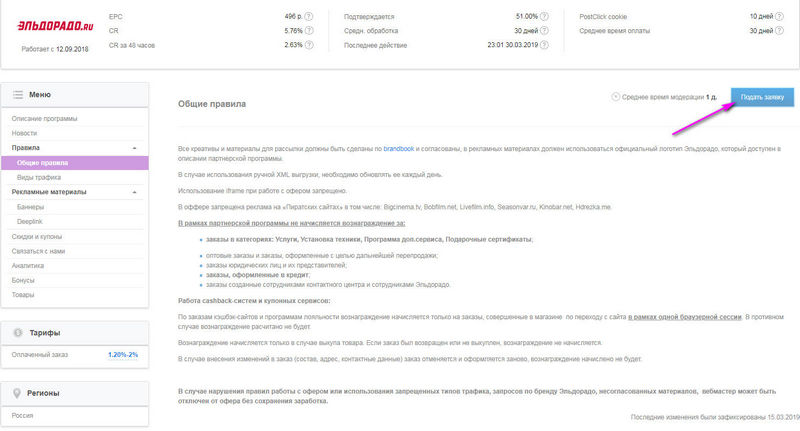 ЭЛЬДОРАДО.RU
Работает с 12.09.2018
EPC 496 р.
CR 5.76%
CR за 48 часов 2.63%
Подтверждается 51.00%
Средн. обработка 30 дней
Последнее действие 23:01 30.03.2019
PostClick cookie 10 дней
Среднее время оплаты 30 дней
Меню
Описание программы
Новости
Правила
Общие правила
Виды трафика
Рекламные материалы
Баннеры
Deeplink
Скидки и купоны
Связаться с нами
Аналитика
Бонусы
Товары
Тарифы
Оплаченный заказ 1.20%-2%
Регионы
Россия
Общие правила
Среднее время модерации 1 д.
Подать заявку
Все креативы и материалы для рассылки должны быть сделаны по brandbook и согласованы, в рекламных материалах должен использоваться официальный логотип Эльдорадо, который доступен в
описании партнерской программы.
В случае использования ручной XML выгрузки, необходимо обновлять ее каждый день.
Использование iframe при работе с офером запрещено.
В оффере запрещена реклама на «Пиратских сайтах» в том числе: Bigcinema.tv, Bobfilm.net, Livefilm.info, Seasonvar.ru, Kinobar.net, Hdrezka.me.
В рамках партнерской программы не начисляется вознаграждение за:
заказы в категориях: Услуги, Установка техники, Программа доп.сервиса, Подарочные сертификаты;
оптовые заказы и заказы, оформленные с целью дальнейшей перепродажи;
заказы юридических лиц и их представителей;
заказы, оформленные в кредит;
заказы созданные сотрудниками контактного центра и сотрудниками Эльдорадо.
Работа cashback-систем и купонных сервисов:
По заказам кэшбэк-сайтов и программам лояльности вознаграждение начисляется только на заказы, совершенные в магазине по переходу с сайта в рамках одной браузерной сессии. В противном
случае вознаграждение расчитано не будет.
Вознаграждение начисляется только в случае выкупа товара. Если заказ был возвращен или не выкуплен, вознаграждение не начисляется.
В случае внесения изменений в заказ (состав, адрес, контактные данные) заказ отменяется и оформляется заново, вознаграждение начислено не будет.
В случае нарушения правил работы с офером или использования запрещенных типов трафика, запросов по бренду Эльдорадо, несогласованных материалов, вебмастер может быть
отключен от офера без сохранения заработка.
Последние изменения были зафиксированы 15.03.2019